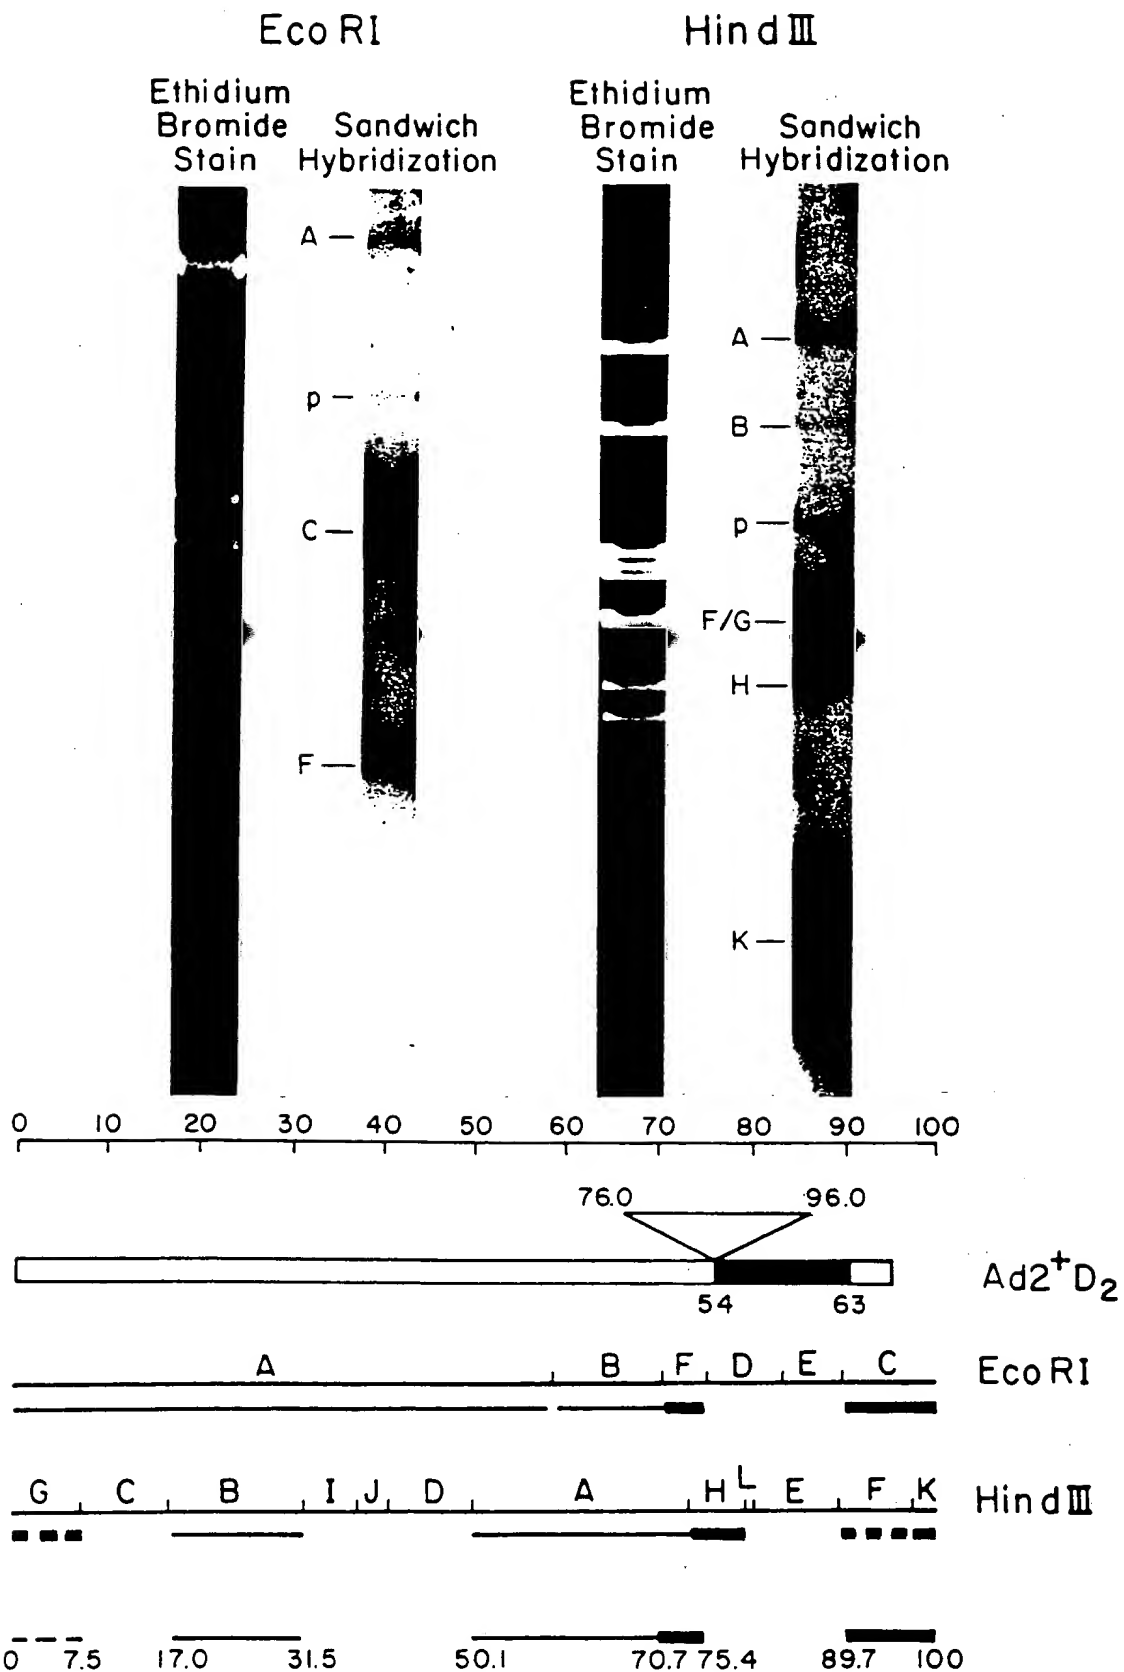 Eco RI
Hind III
Ethidium Bromide Stain
Sandwich Hybridization
Ethidium Bromide Stain
Sandwich Hybridization
A
p
C
F
A
B
p
F/G
H
K
0 10 20 30 40 50 60 70 80 90 100
76.0 96.0
Ad2+D2
54 63
A B F D E C
Eco RI
G C B I J D A H L E F K
Hind III
0 7.5 17.0 31.5 50.1 70.7 75.4 89.7 100